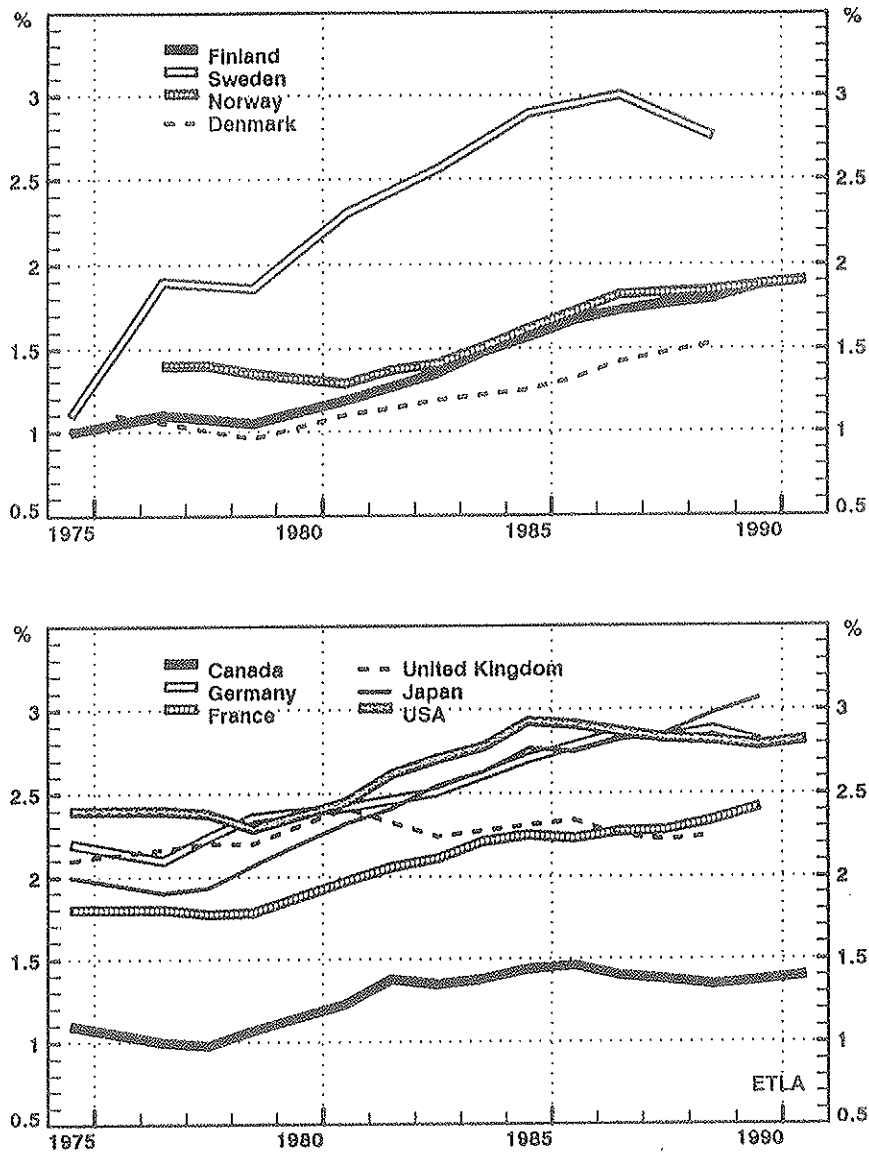 % %
Finland
Sweden
3 Norway 3
Denmark
2.5 2.5
2 2
1.5 1.5
1 1
0.5 0.5
1975 1980 1985 1990
% %
Canada United Kingdom
Germany Japan
3 France USA 3
2.5 2.5
2 2
1.5 1.5
1 1
ETLA
0.5 0.5
1975 1980 1985 1990